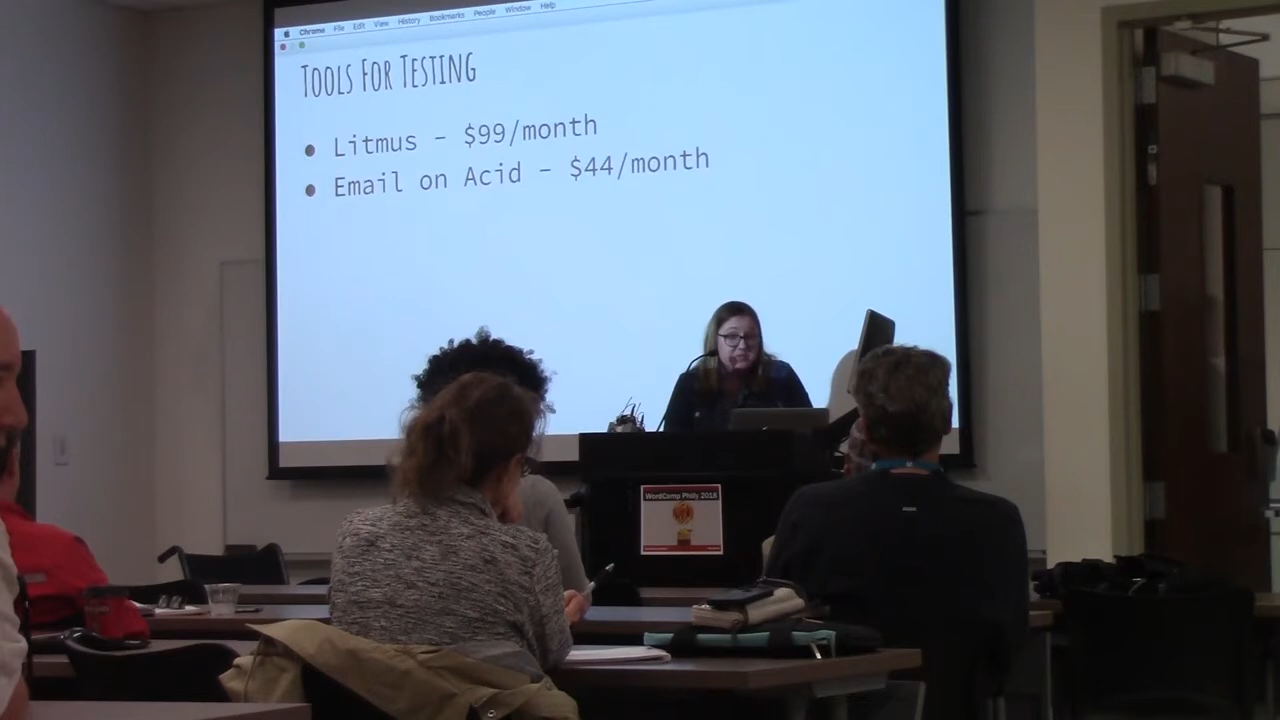 Chrome File Edit View History Bookmarks People Window Help
TOOLS FOR TESTING
Litmus - $99/month
Email on Acid - $44/month
WordCamp Philly 2018